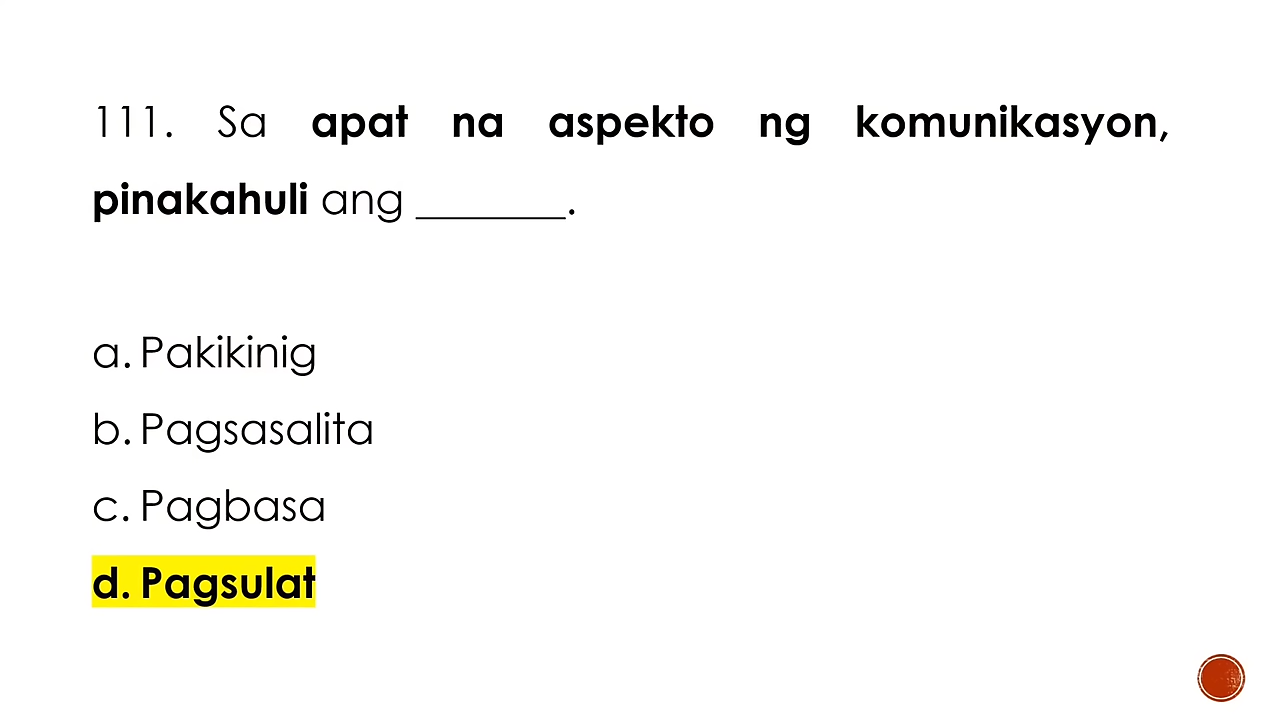 111. Sa apat na aspekto ng komunikasyon,
pinakahuli ang _______.
a. Pakikinig
b. Pagsasalita
c. Pagbasa
d. Pagsulat